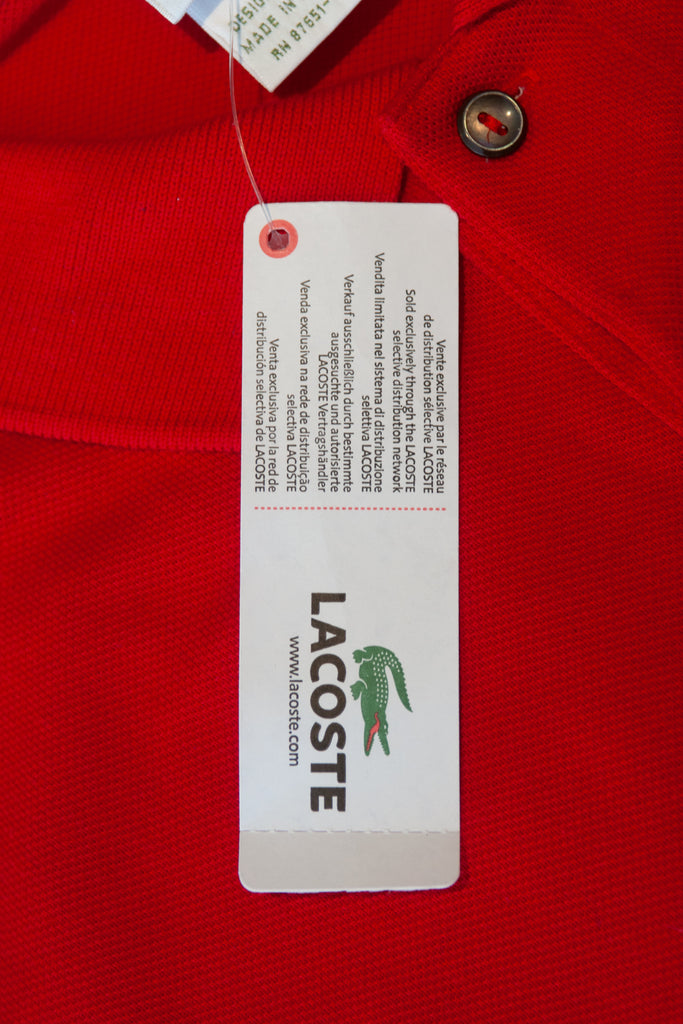 DESIG
MADE IN
RN 87651-
Vente exclusive par le réseau
de distribution sélective LACOSTE
Sold exclusively through the LACOSTE
selective distribution network
Vendita limitata nel sistema di distribuzione
selettiva LACOSTE
Verkauf ausschließlich durch bestimmte
ausgesuchte und autorisierte
LACOSTE Vertragshändler
Venda exclusiva na rede de distribuição
selectiva LACOSTE
Venta exclusiva por la red de
distribución selectiva de LACOSTE
LACOSTE
www.lacoste.com